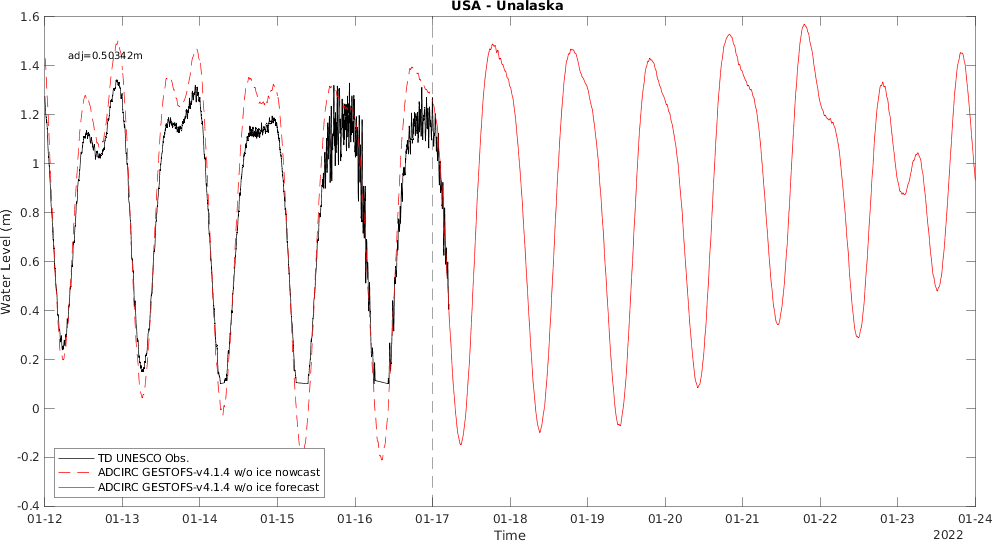 USA - Unalaska
adj=0.50342m
Water Level (m)
1.6
1.4
1.2
1
0.8
0.6
0.4
0.2
0
-0.2
-0.4
TD UNESCO Obs.
ADCIRC GESTOFS-v4.1.4 w/o ice nowcast
ADCIRC GESTOFS-v4.1.4 w/o ice forecast
01-12 01-13 01-14 01-15 01-16 01-17 01-18 01-19 01-20 01-21 01-22 01-23 01-24
Time
2022